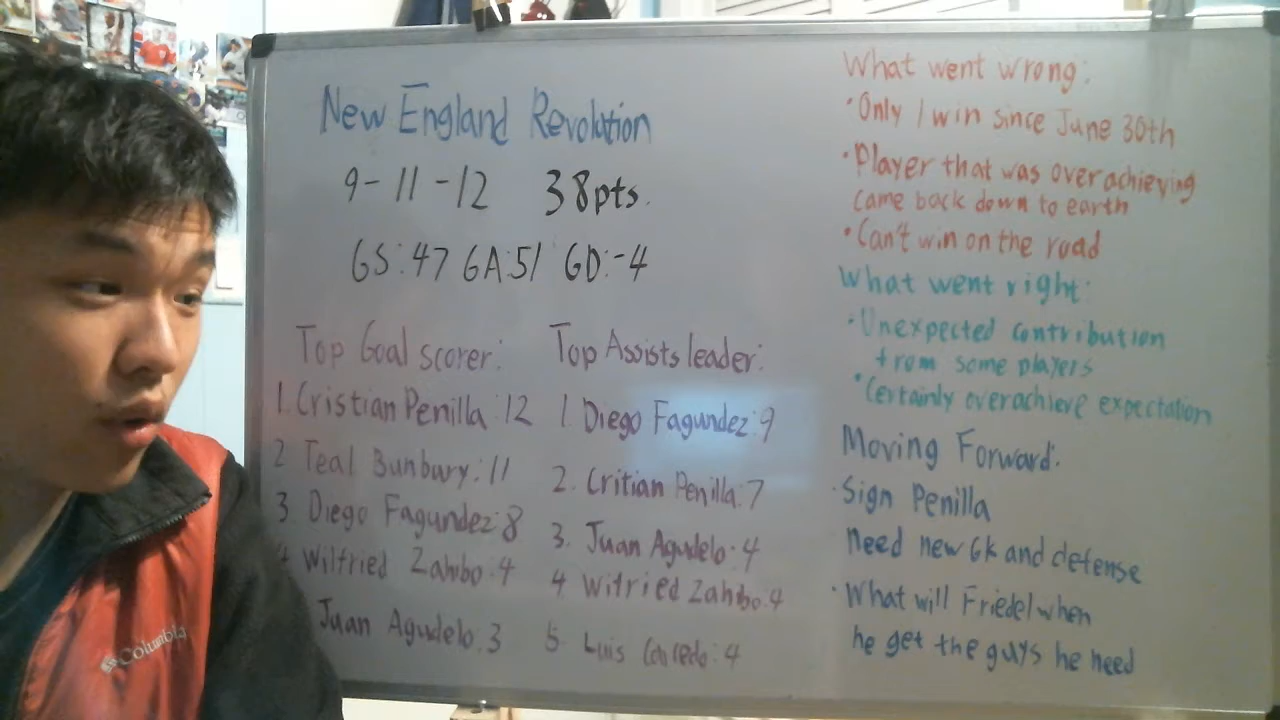 New England Revolation
9-11-12 38pts.
GS:47 GA:51 GD:-4
Top Goal scorer:
1. Cristian Penilla:12
2 Teal Bunbury:11
3 Diego Fagundez:8
4 Wilfried Zahibo.4
Juan Agudelo.3
Top Assists leader:
1 Diego Fagundez:9
2. Critian Penilla.7
3. Juan Agudelo.4
4 Wilfried Zahibo.4
5 Luis : 4
What went wrong:
• Only 1 win since June 30th
• Player that was overachieving
came back down to earth
• Can't win on the road
What went right:
• Unexpected contribution
from some players
• Certainly overachieve expectation
Moving Forward:
• Sign Penilla
Need new GK and defense
• What will Friedel when
he get the guys he need
Columbia